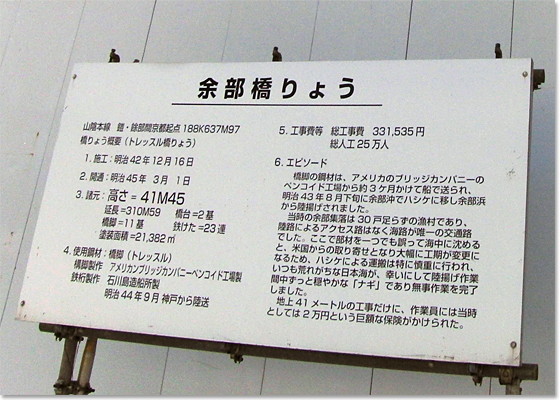 余部橋りょう
山陰本線 鎧・餘部間京都起点188K637M97
橋りょう概要(トレッスル橋りょう)
1. 施工:明治42年12月16日
2. 開通:明治45年 3月 1日
3. 諸元:高さ= 41M45
延長=310M59 橋台=2基
橋脚=11基 鉄けた=23連
塗装面積=21,382㎡
4. 使用鋼材:橋脚(トレッスル)
橋脚製作 アメリカンブリッジカンパニーペンコイド工場製
鉄桁製作 石川島造船所製
明治44年9月 神戸から陸送
5. 工事費等 総工事費 331,535円
総人工25万人
6. エピソード
橋脚の鋼材は、アメリカのブリッジカンパニーの
ペンコイド工場から約3ケ月かけて船で送られ、
明治43年8月下旬に余部沖でハシケに移し余部浜
から陸揚げされました。
当時の余部集落は30戸足らずの漁村であり、
陸路によるアクセス路はなく海路が唯一の交通路
でした。ここで部材を一つでも誤って海中に沈める
と、米国からの取り寄せとなり大幅に工期が変更に
なるため、ハシケによる運搬は特に慎重に行われ、
いつも荒れがちな日本海が、幸いにして陸揚げ作業
間中ずっと穏やかな「ナギ」であり無事作業を完了
しました。
地上41メートルの工事だけに、作業員には当時
としては2万円という巨額な保険がかけられた。